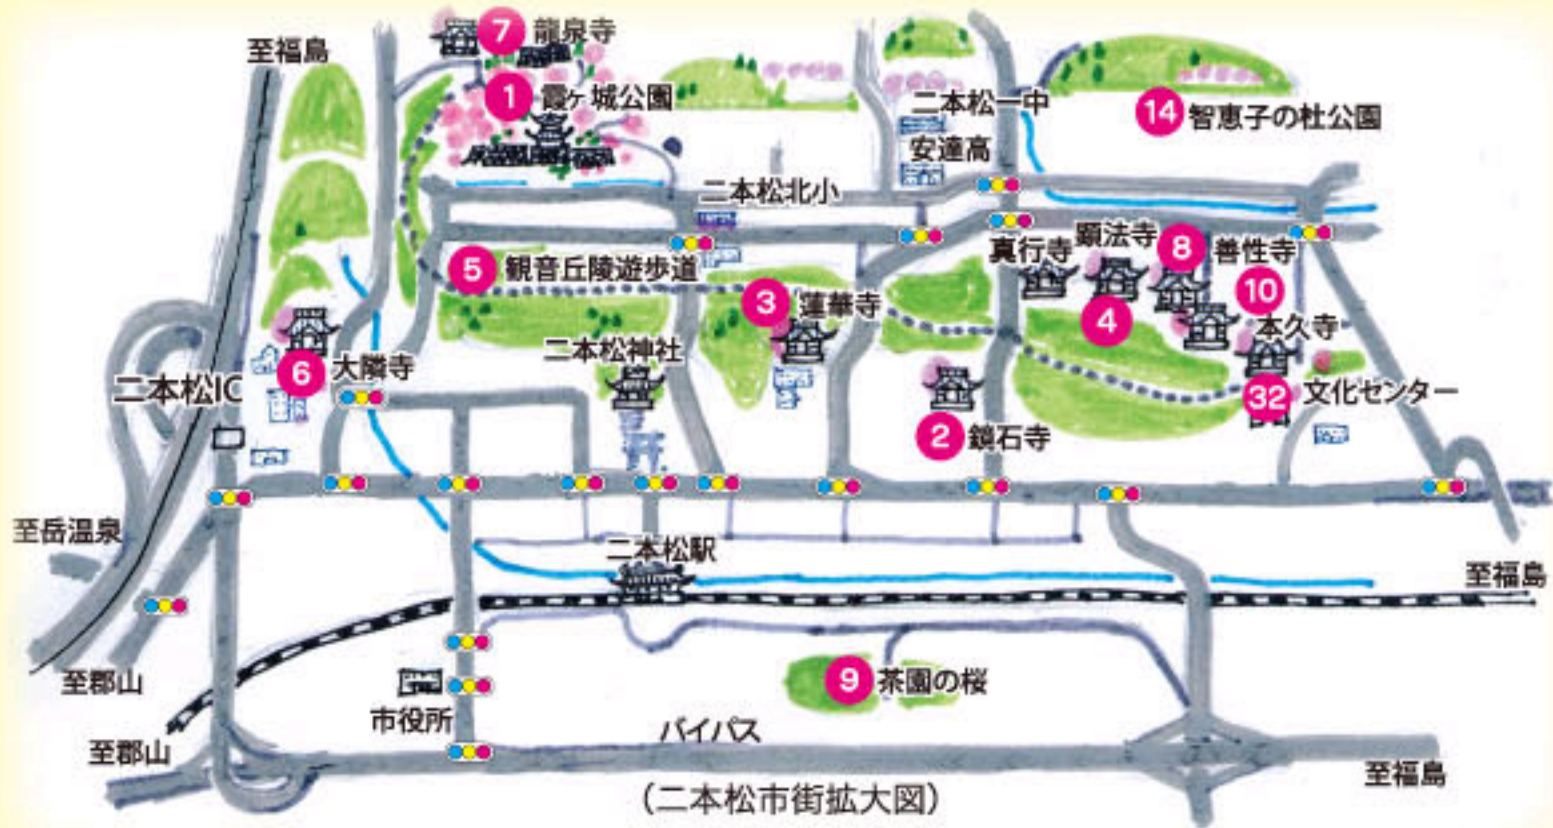 7 龍泉寺
至福島
1 霞ヶ城公園
二本松一中
14 智恵子の杜公園
安達高
二本松北小
5 観音丘陵遊歩道
真行寺
顕法寺
8 善性寺
3 蓮華寺
10
4
本久寺
二本松神社
6 大隣寺
二本松IC
32 文化センター
2 鏡石寺
至岳温泉
二本松駅
至福島
至郡山
9 茶園の桜
市役所
バイパス
至郡山
至福島
(二本松市街拡大図)